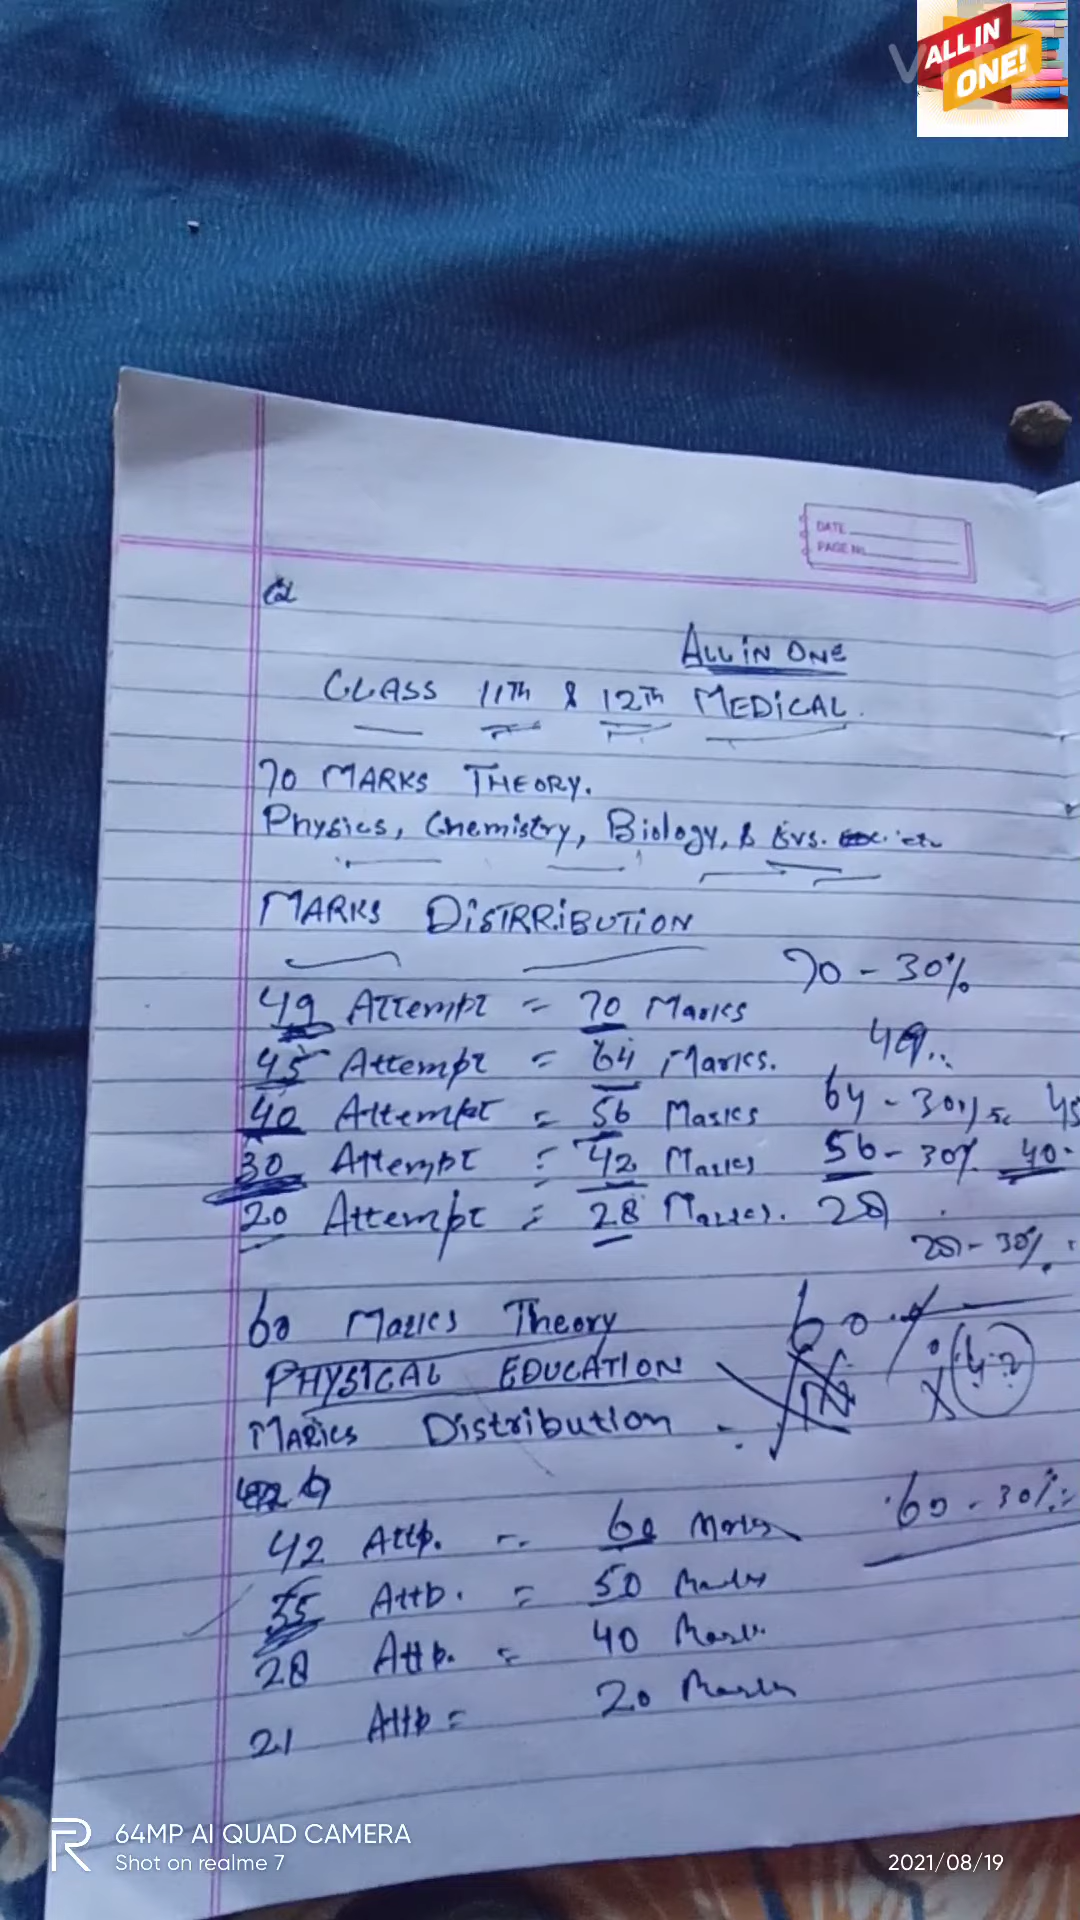 ALL IN
ONE!
DATE
PAGE No.
ALL iN ONE
CLASS 11Th & 12Th MEDiCAL.
70 MARKS THEORY.
Physics, Chemistry, Biology, & Evs. etc
MARKS DiSTRRiBUTiON
70 - 30%
49 Attempt = 70 Marks
49..
45 Attempt = 64 Marks.
64 - 30%
45
40 Attempt = 56 Marks
56 - 30% 40.
30 Attempt = 42 Marks
20 Attempt = 28 Marks. 28
28 - 30%
60 Marks Theory
60
PHYSICAL EDUCATION
Marks Distribution
42 Attp. = 60 Marks
60 - 30% =
35 Attp. = 50 Marks
28 Attp. = 40 Mark.
21 Attp = 20 Marks
64MP AI QUAD CAMERA
Shot on realme 7
2021/08/19